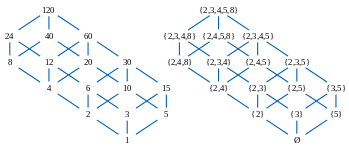 120
24 40 60
8 12 20 30
4 6 10 15
2 3 5
1
{2,3,4,5,8}
{2,3,4,8} {2,4,5,8} {2,3,4,5}
{2,4,8} {2,3,4} {2,4,5} {2,3,5}
{2,4} {2,3} {2,5} {3,5}
{2} {3} {5}
Ø